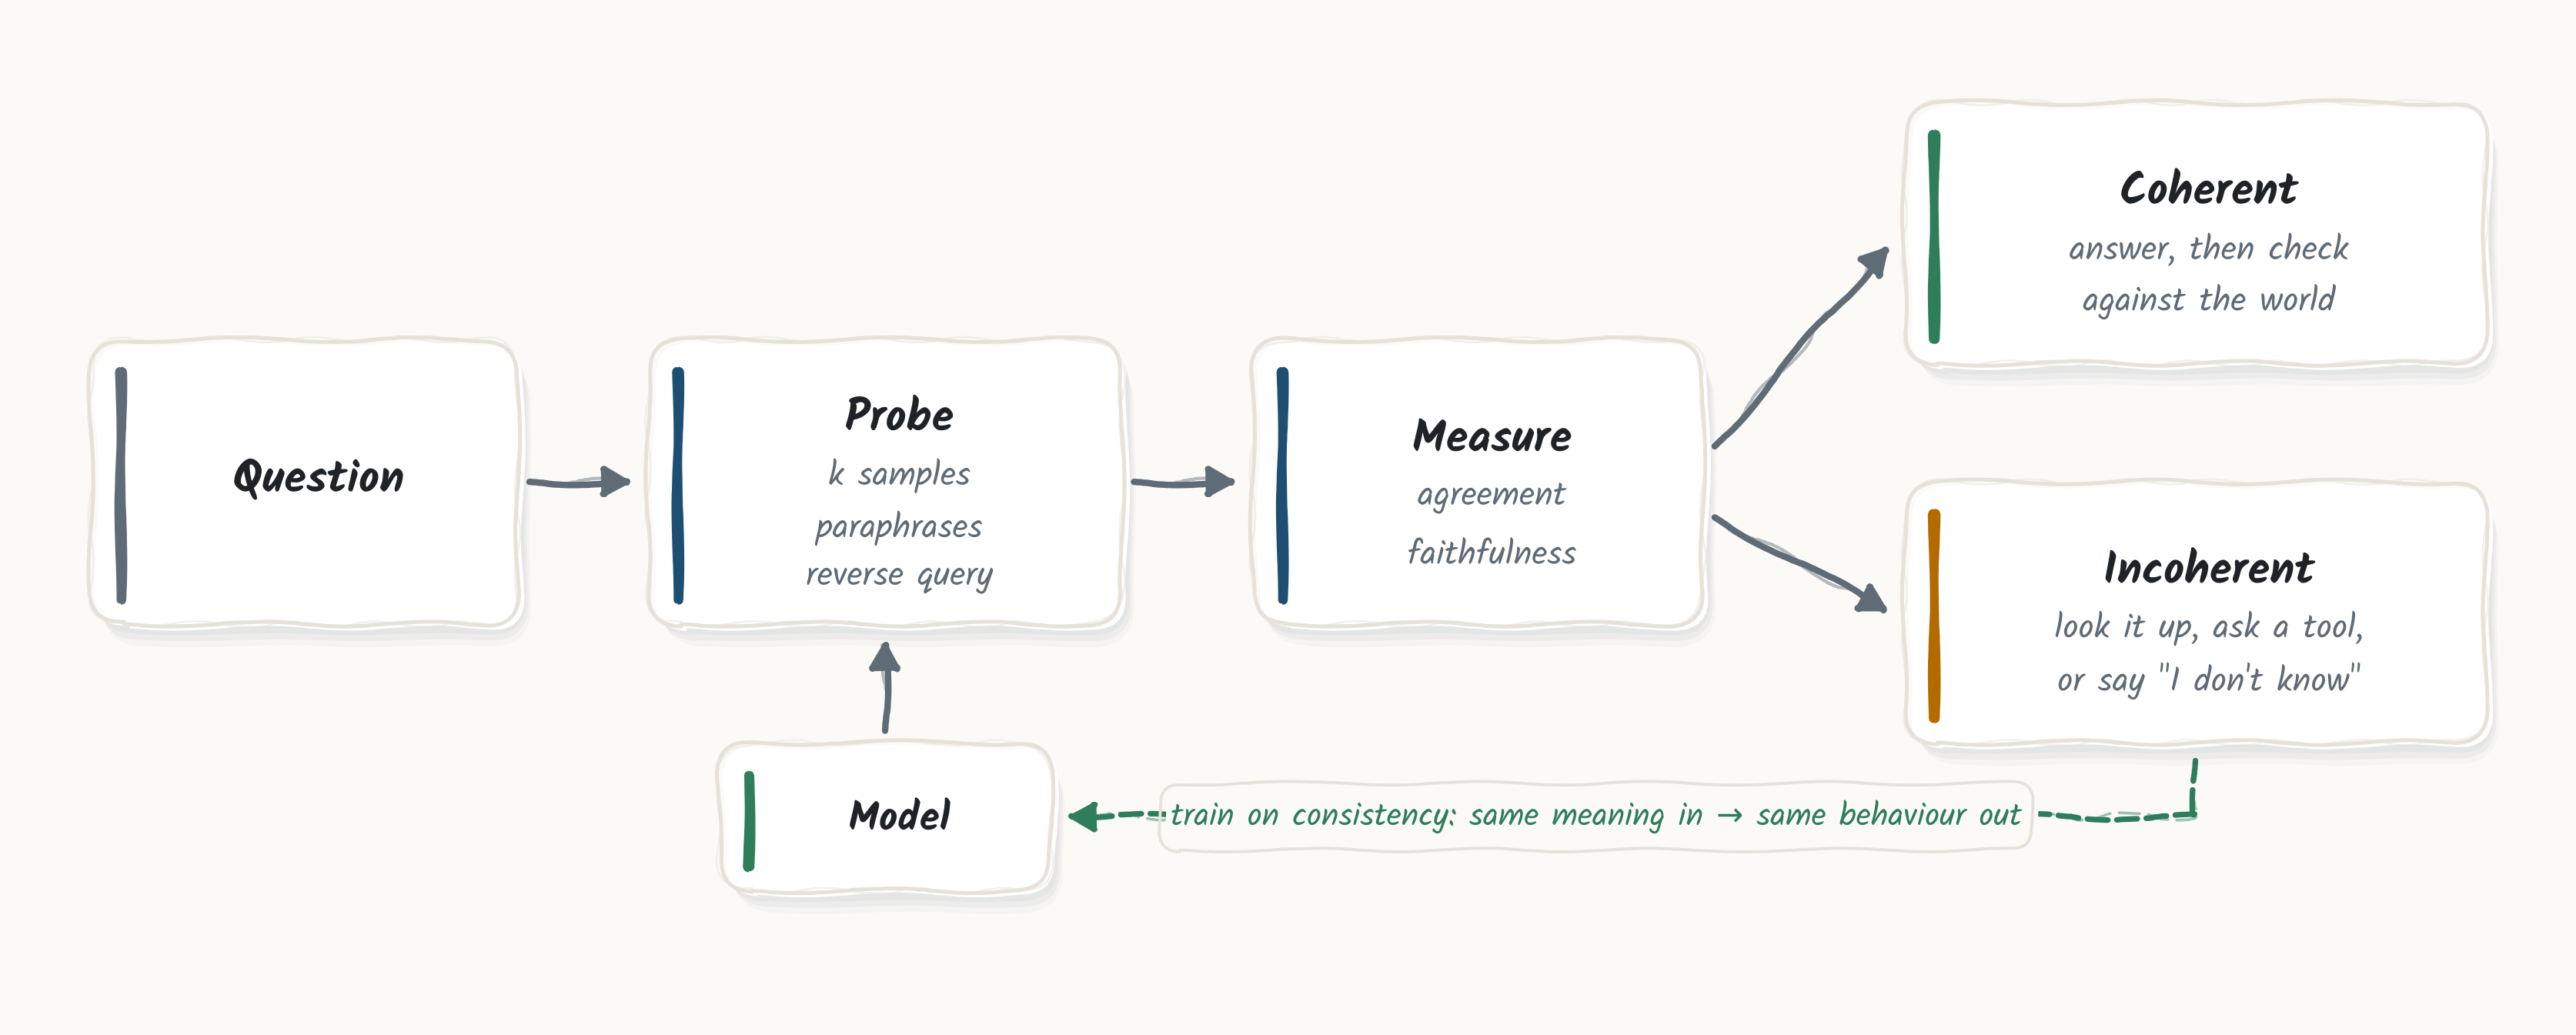 Question
Probe
k samples
paraphrases
reverse query
Measure
agreement
faithfulness
Coherent
answer, then check
against the world
Incoherent
look it up, ask a tool,
or say "I don't know"
Model
train on consistency: same meaning in → same behaviour out